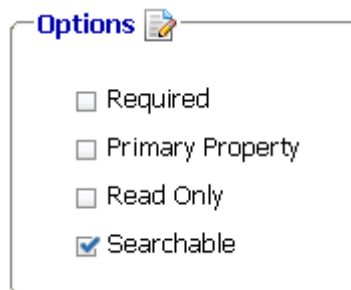 Options
Required
Primary Property
Read Only
Searchable